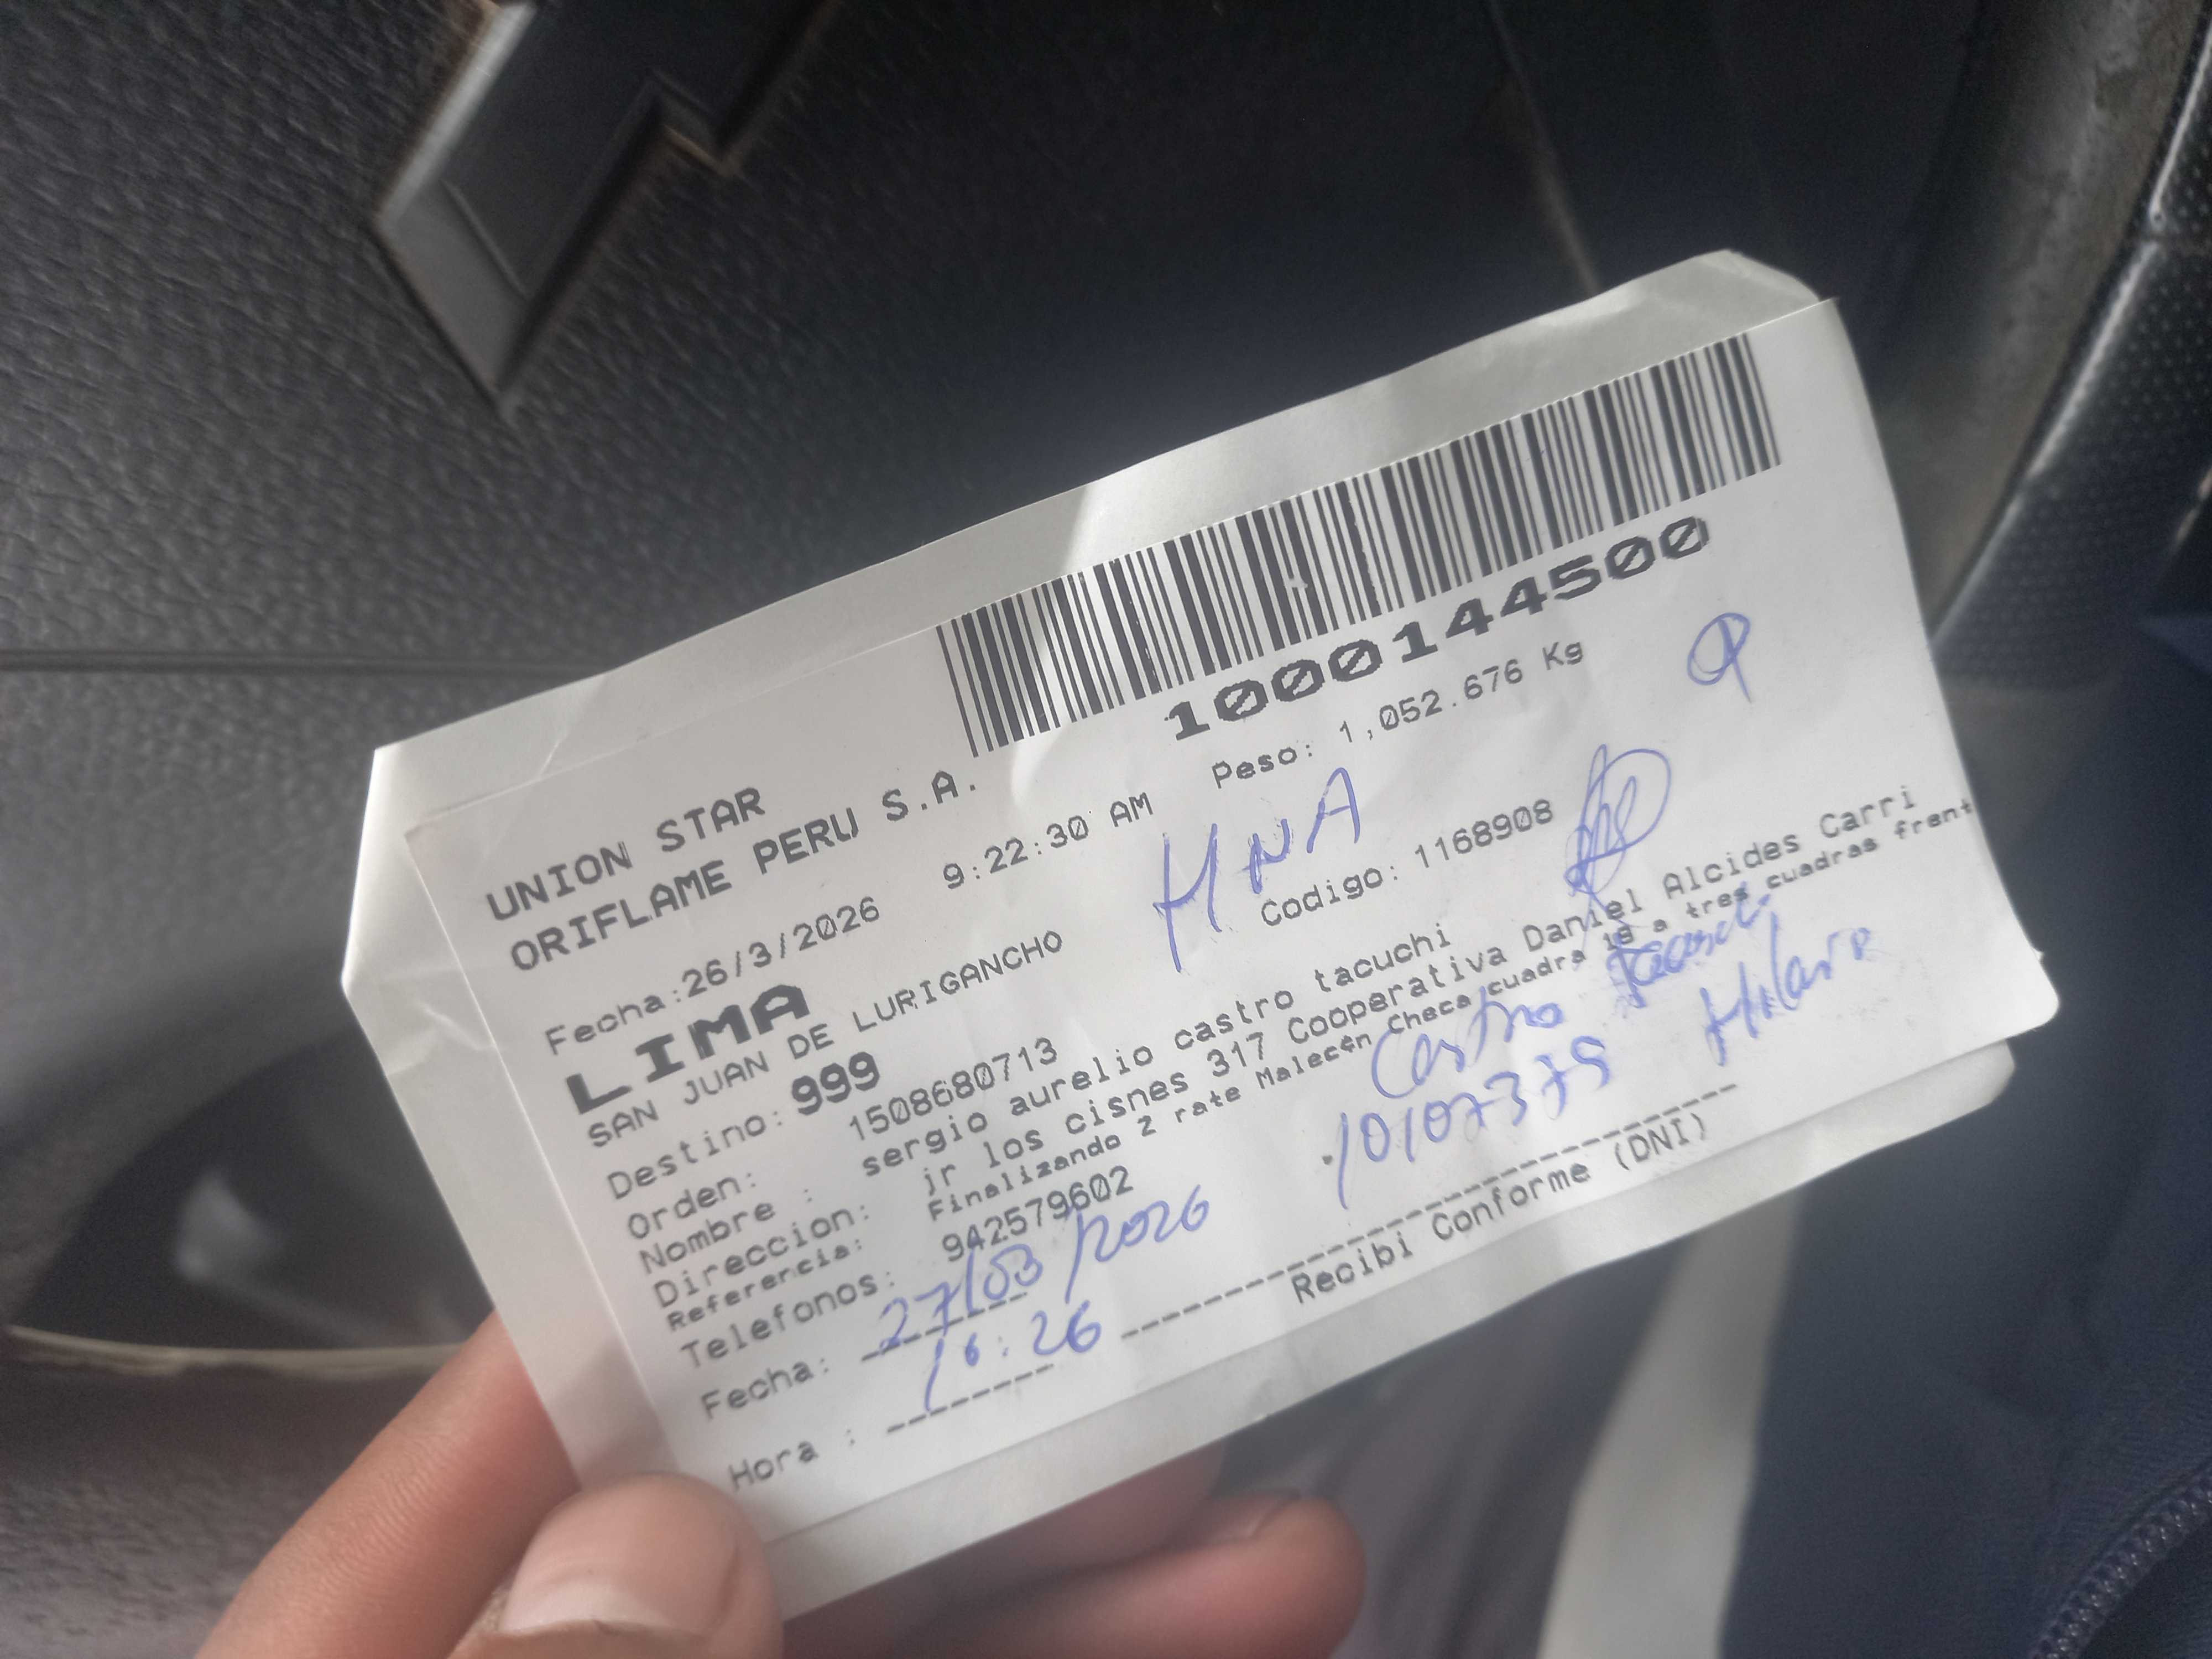 1000144500
UNION STAR
ORIFLAME PERU S.A.
Peso: 1,052.676 Kg
Fecha:26/3/2026 9:22:30 AM
HNA
LIMA
SAN JUAN DE LURIGANCHO
Codigo: 1168908
Destino: 999
Orden: 1508680713
Nombre : sergio aurelio castro tacuchi
Direccion: jr los cisnes 317 Cooperativa Daniel Alcides Carri
Referencia: Finalizando 2 rate Malec¢n Checa cuadra 18 a tres cuadras frent
Telefonos: 942579602
Castro
Hilario
Fecha: 27/03/2026
Hora : 16:26
Recibi Conforme (DNI)